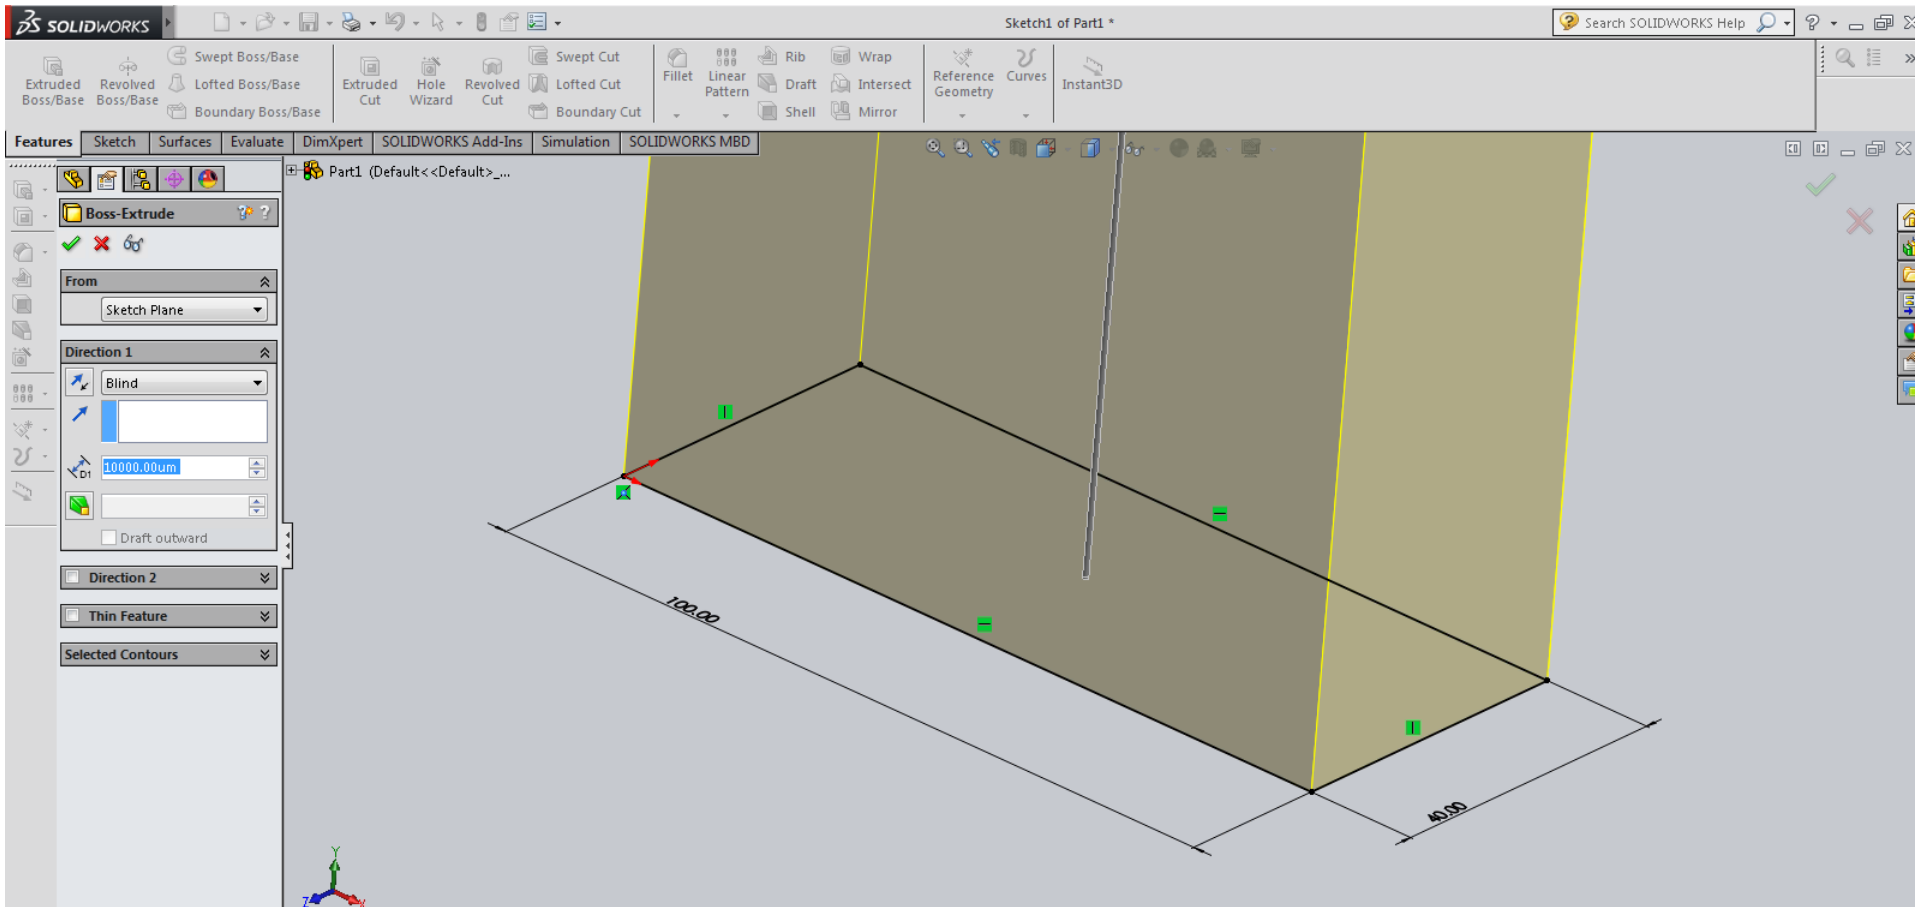 SOLIDWORKS
Sketch1 of Part1 *
Search SOLIDWORKS Help
?
Extruded Boss/Base
Revolved Boss/Base
Swept Boss/Base
Lofted Boss/Base
Boundary Boss/Base
Extruded Cut
Hole Wizard
Revolved Cut
Swept Cut
Lofted Cut
Boundary Cut
Fillet
Linear Pattern
Rib
Draft
Shell
Wrap
Intersect
Mirror
Reference Geometry
Curves
Instant3D
Features
Sketch
Surfaces
Evaluate
DimXpert
SOLIDWORKS Add-Ins
Simulation
SOLIDWORKS MBD
Part1 (Default<<Default>_...
Boss-Extrude
?
From
Sketch Plane
Direction 1
Blind
D1
10000.00um
Draft outward
Direction 2
Thin Feature
Selected Contours
100.00
40.00
Y
Z
X